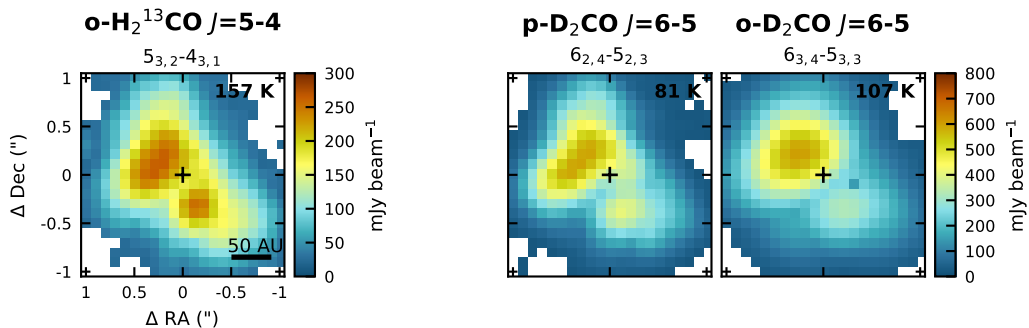 o-H₂¹³CO J=5-4
5₃,₂-4₃,₁
157 K
50 AU
1
0.5
0
-0.5
-1
Δ Dec (")
1
0.5
0
-0.5
-1
Δ RA (")
300
250
200
150
100
50
0
mJy beam⁻¹
p-D₂CO J=6-5
6₂,₄-5₂,₃
81 K
o-D₂CO J=6-5
6₃,₄-5₃,₃
107 K
800
700
600
500
400
300
200
100
0
mJy beam⁻¹